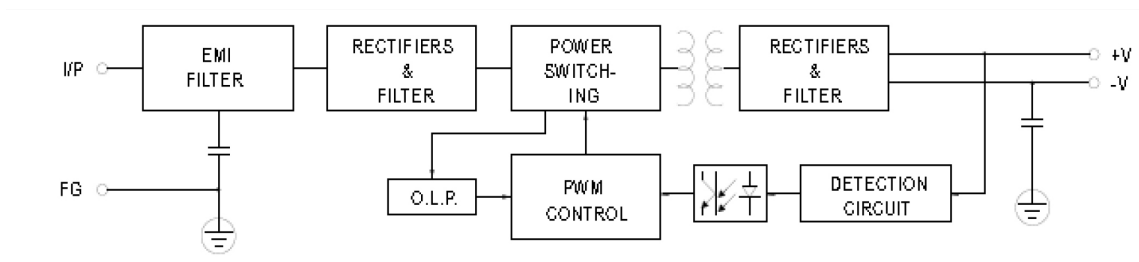 I/P
EMI
FILTER
RECTIFIERS
&
FILTER
POWER
SWITCH-
ING
RECTIFIERS
&
FILTER
+V
-V
FG
O.L.P.
PWM
CONTROL
DETECTION
CIRCUIT